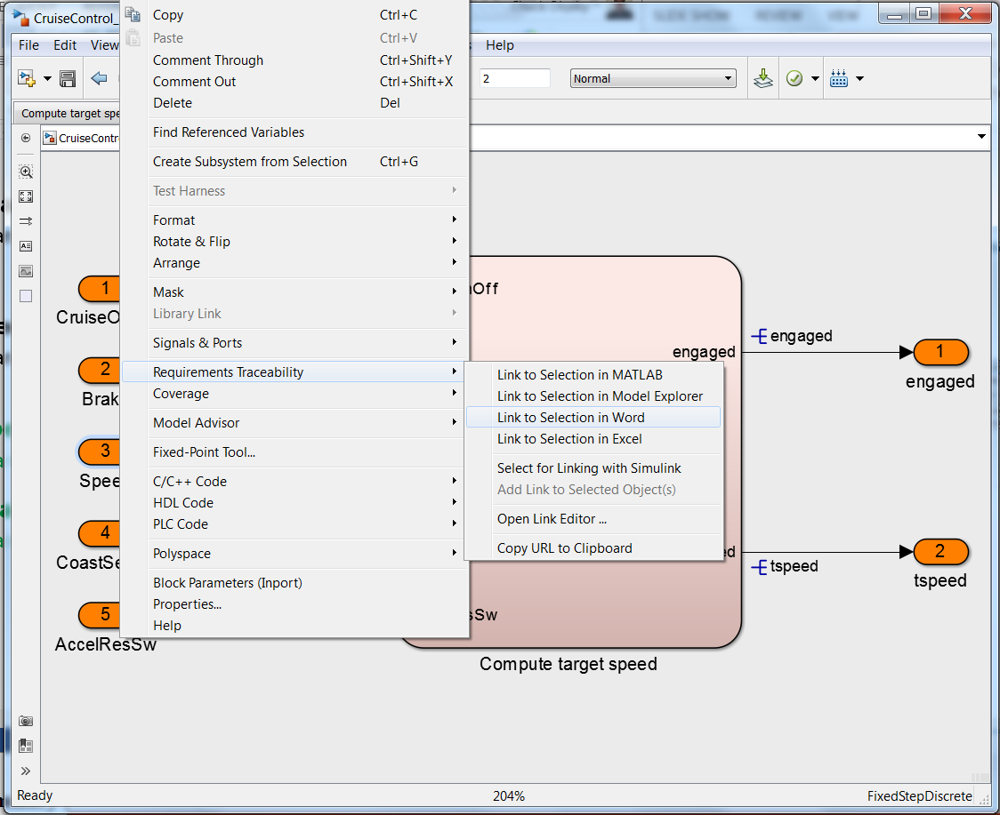 CruiseControl_
File Edit View Help
2 Normal
Compute target spe
CruiseContr
Copy Ctrl+C
Paste Ctrl+V
Comment Through Ctrl+Shift+Y
Comment Out Ctrl+Shift+X
Delete Del
Find Referenced Variables
Create Subsystem from Selection Ctrl+G
Test Harness
Format
Rotate & Flip
Arrange
Mask
Library Link
Signals & Ports
Requirements Traceability
Coverage
Model Advisor
Fixed-Point Tool...
C/C++ Code
HDL Code
PLC Code
Polyspace
Block Parameters (Inport)
Properties...
Help
Link to Selection in MATLAB
Link to Selection in Model Explorer
Link to Selection in Word
Link to Selection in Excel
Select for Linking with Simulink
Add Link to Selected Object(s)
Open Link Editor ...
Copy URL to Clipboard
1
CruiseO
2
Brak
3
Spee
4
CoastSe
5
AccelResSw
nOff
engaged
engaged
1
engaged
ed
tspeed
2
tspeed
sSw
Compute target speed
Ready 204% FixedStepDiscrete